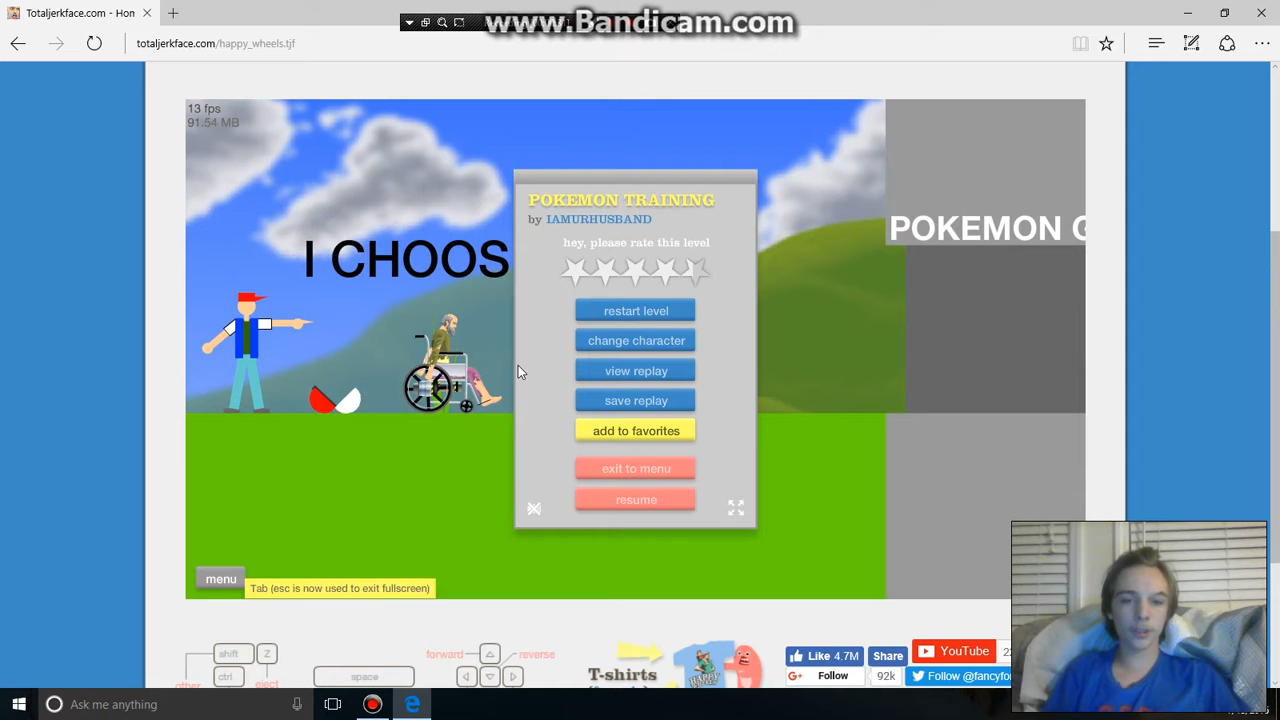 www.Bandicam.com
Totaljerkface.com - Hon
totaljerkface.com/happy_wheels.tjf
13 fps
91.54 MB
I CHOOS
POKEMON G
POKEMON TRAINING
by IAMURHUSBAND
hey, please rate this level
restart level
change character
view replay
save replay
add to favorites
exit to menu
resume
menu
Tab (esc is now used to exit fullscreen)
shift
Z
ctrl
eject
space
forward
reverse
T-shirts
Like 4.7M
Share
YouTube
Follow
92k
Follow @fancyfo
Ask me anything